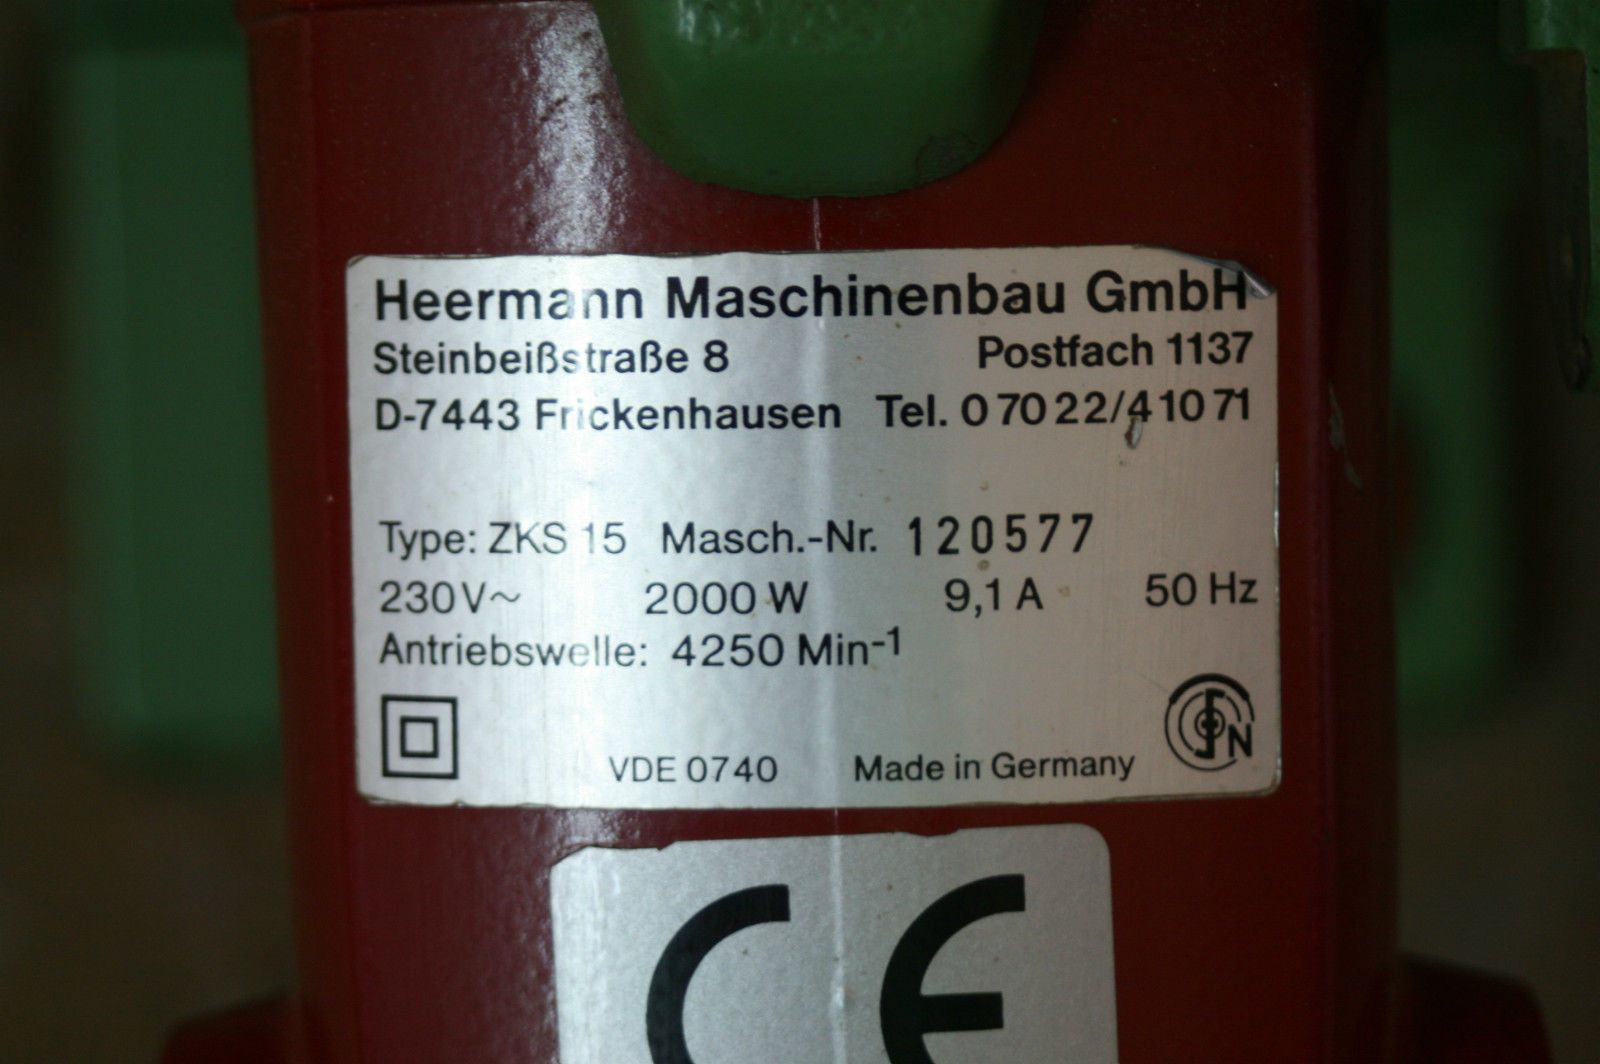 Heermann Maschinenbau GmbH
Steinbeißstraße 8 Postfach 1137
D-7443 Frickenhausen Tel. 0 70 22/4 10 71
Type: ZKS 15 Masch.-Nr. 120577
230V~ 2000 W 9,1 A 50 Hz
Antriebswelle: 4250 Min-1
VDE 0740 Made in Germany
CE